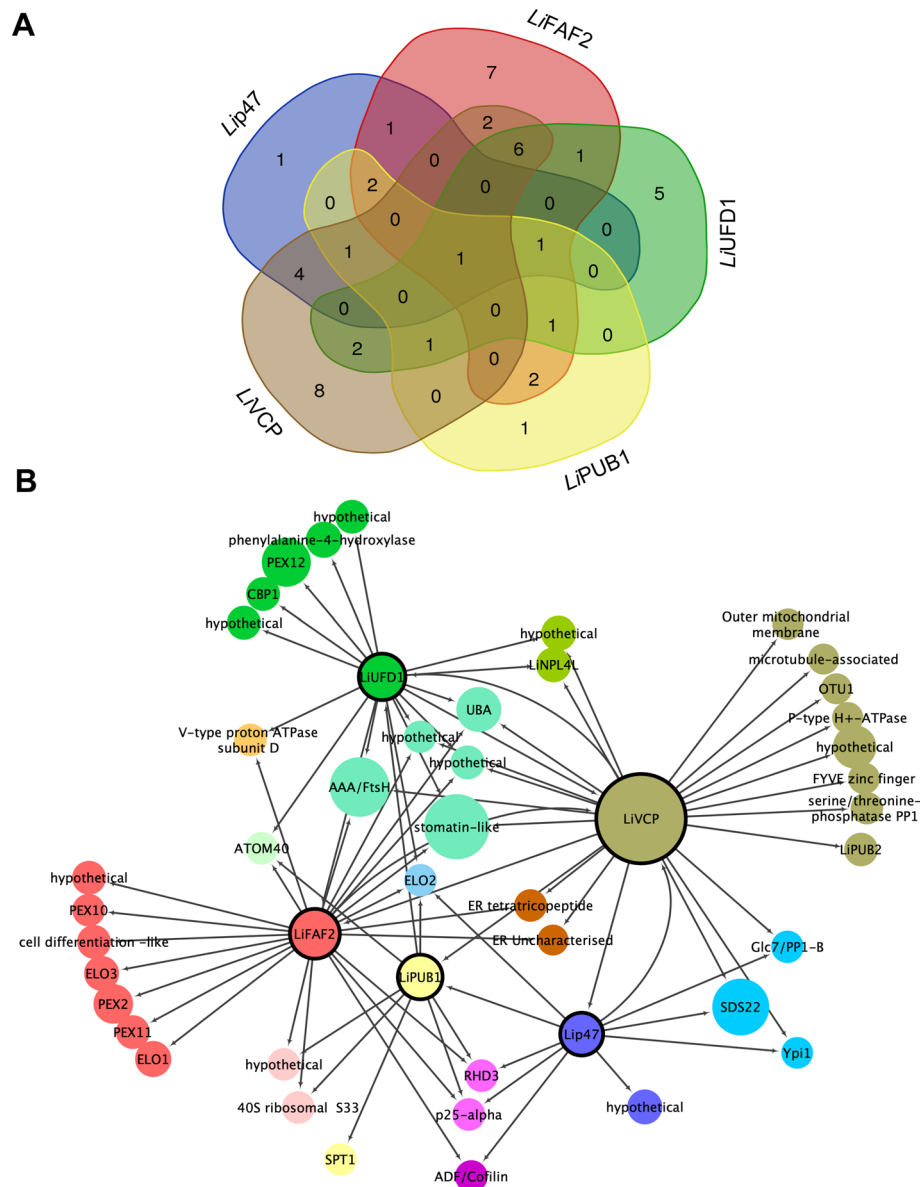 A
LiFAF2
Lip47
LiUFD1
LiVCP
LiPUB1
7
1
2
1
6
1
5
0
2
0
0
0
0
0
1
1
1
0
4
0
0
0
1
0
2
1
0
2
8
0
1
B
hypothetical
phenylalanine-4-hydroxylase
PEX12
CBP1
hypothetical
LiUFD1
hypothetical
LiNPL4L
Outer mitochondrial
membrane
microtubule-associated
OTU1
P-type H+-ATPase
hypothetical
FYVE zinc finger
serine/threonine-
phosphatase PP1
LiPUB2
UBA
V-type proton ATPase
subunit D
hypothetical
hypothetical
AAA/FtsH
stomatin-like
LiVCP
ATOM40
ELO2
hypothetical
PEX10
cell differentiation -like
ELO3
PEX2
PEX11
ELO1
LiFAF2
ER tetratricopeptide
ER Uncharacterised
LiPUB1
Glc7/PP1-B
SDS22
Ypi1
Lip47
hypothetical
RHD3
hypothetical
40S ribosomal S33
p25-alpha
SPT1
ADF/Cofilin